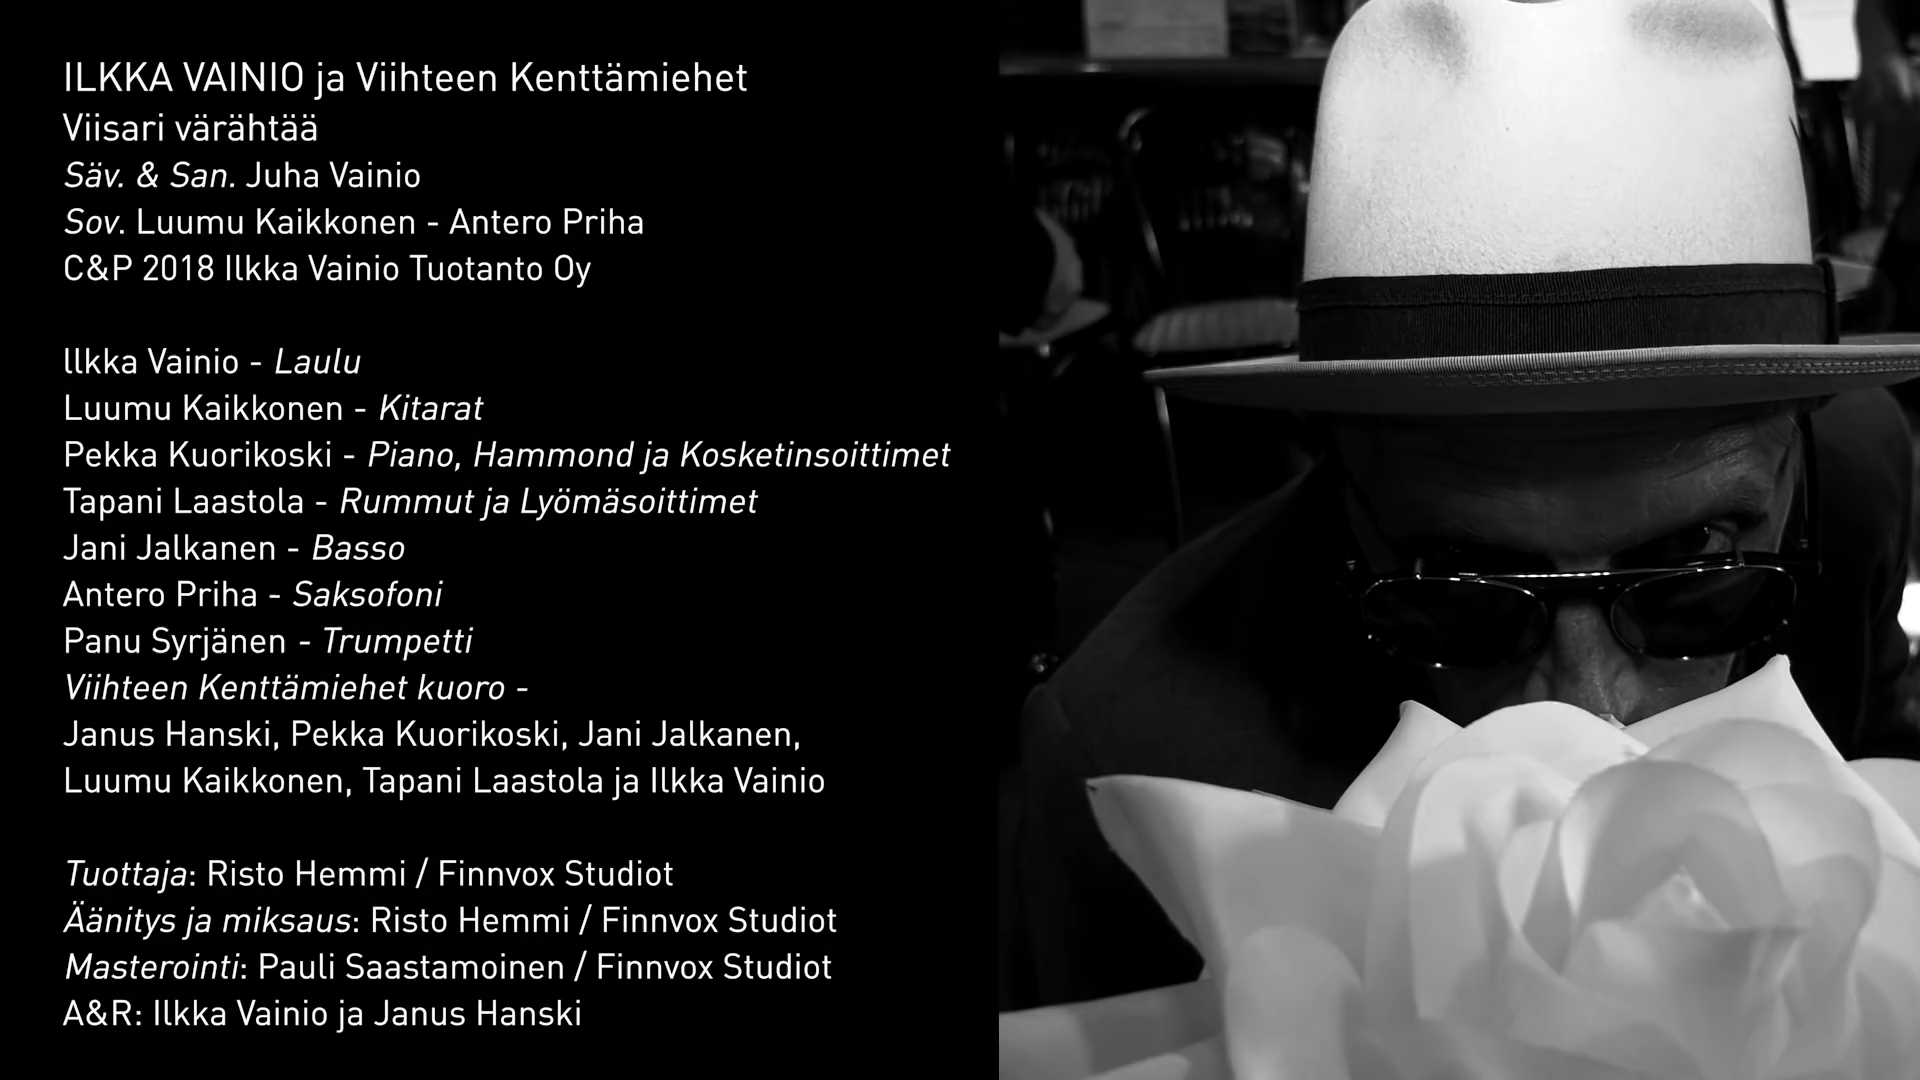 ILKKA VAINIO ja Viihteen Kenttämiehet
Viisari värähtää
Säv. & San. Juha Vainio
Sov. Luumu Kaikkonen - Antero Priha
C&P 2018 Ilkka Vainio Tuotanto Oy
Ilkka Vainio - Laulu
Luumu Kaikkonen - Kitarat
Pekka Kuorikoski - Piano, Hammond ja Kosketinsoittimet
Tapani Laastola - Rummut ja Lyömäsoittimet
Jani Jalkanen - Basso
Antero Priha - Saksofoni
Panu Syrjänen - Trumpetti
Viihteen Kenttämiehet kuoro -
Janus Hanski, Pekka Kuorikoski, Jani Jalkanen,
Luumu Kaikkonen, Tapani Laastola ja Ilkka Vainio
Tuottaja: Risto Hemmi / Finnvox Studiot
Äänitys ja miksaus: Risto Hemmi / Finnvox Studiot
Masterointi: Pauli Saastamoinen / Finnvox Studiot
A&R: Ilkka Vainio ja Janus Hanski